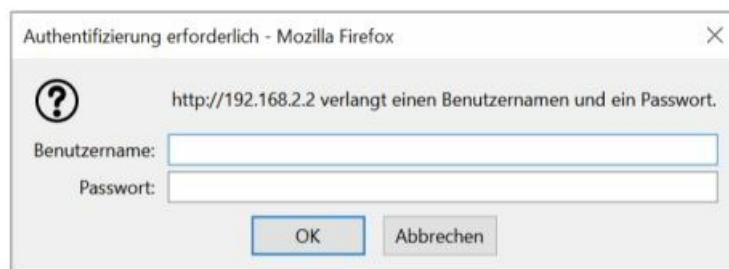 Authentifizierung erforderlich - Mozilla Firefox
?
http://192.168.2.2 verlangt einen Benutzernamen und ein Passwort.
Benutzername:
Passwort:
OK Abbrechen